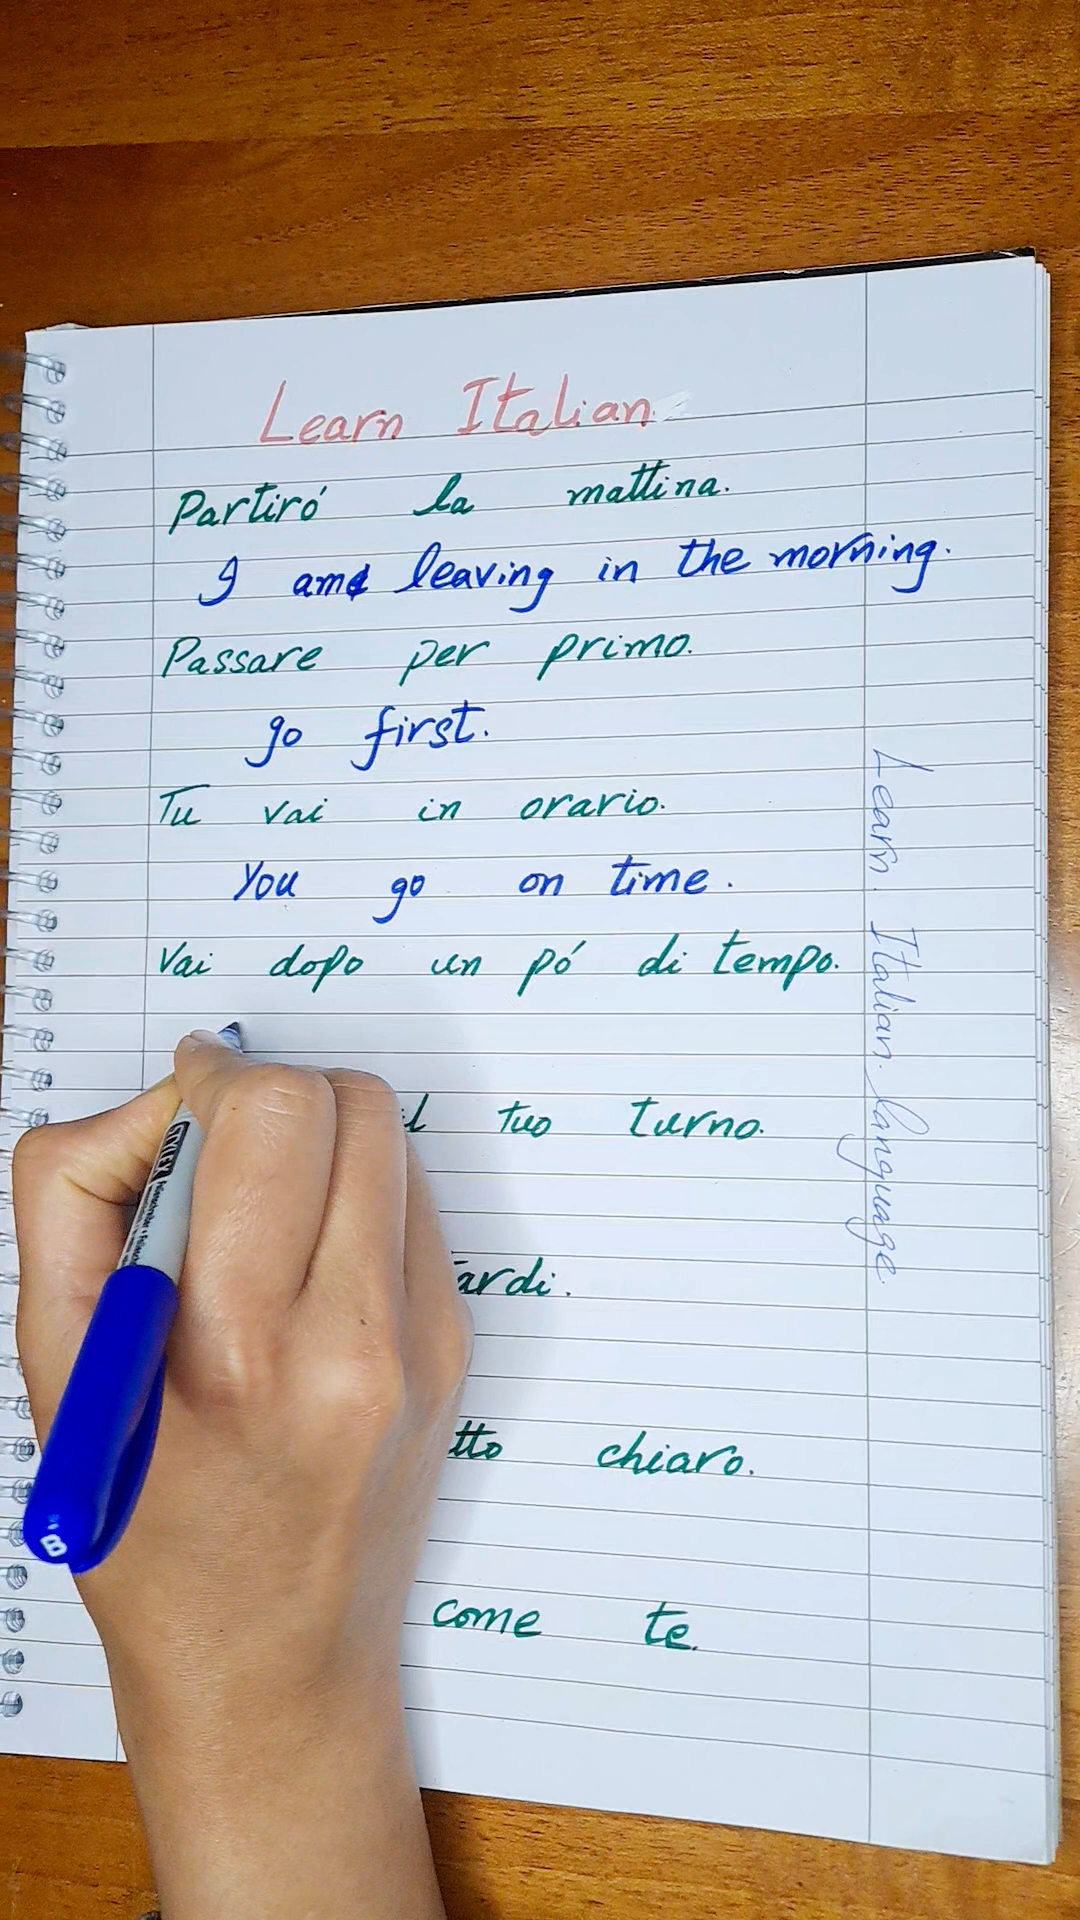 Learn Italian
Partiró la mattina.
I am leaving in the morning.
Passare per primo.
go first.
Tu vai in orario.
You go on time.
Vai dopo un pó di tempo.
tuo turno.
chiaro.
come te.
Learn Italian language
STYLEX
B